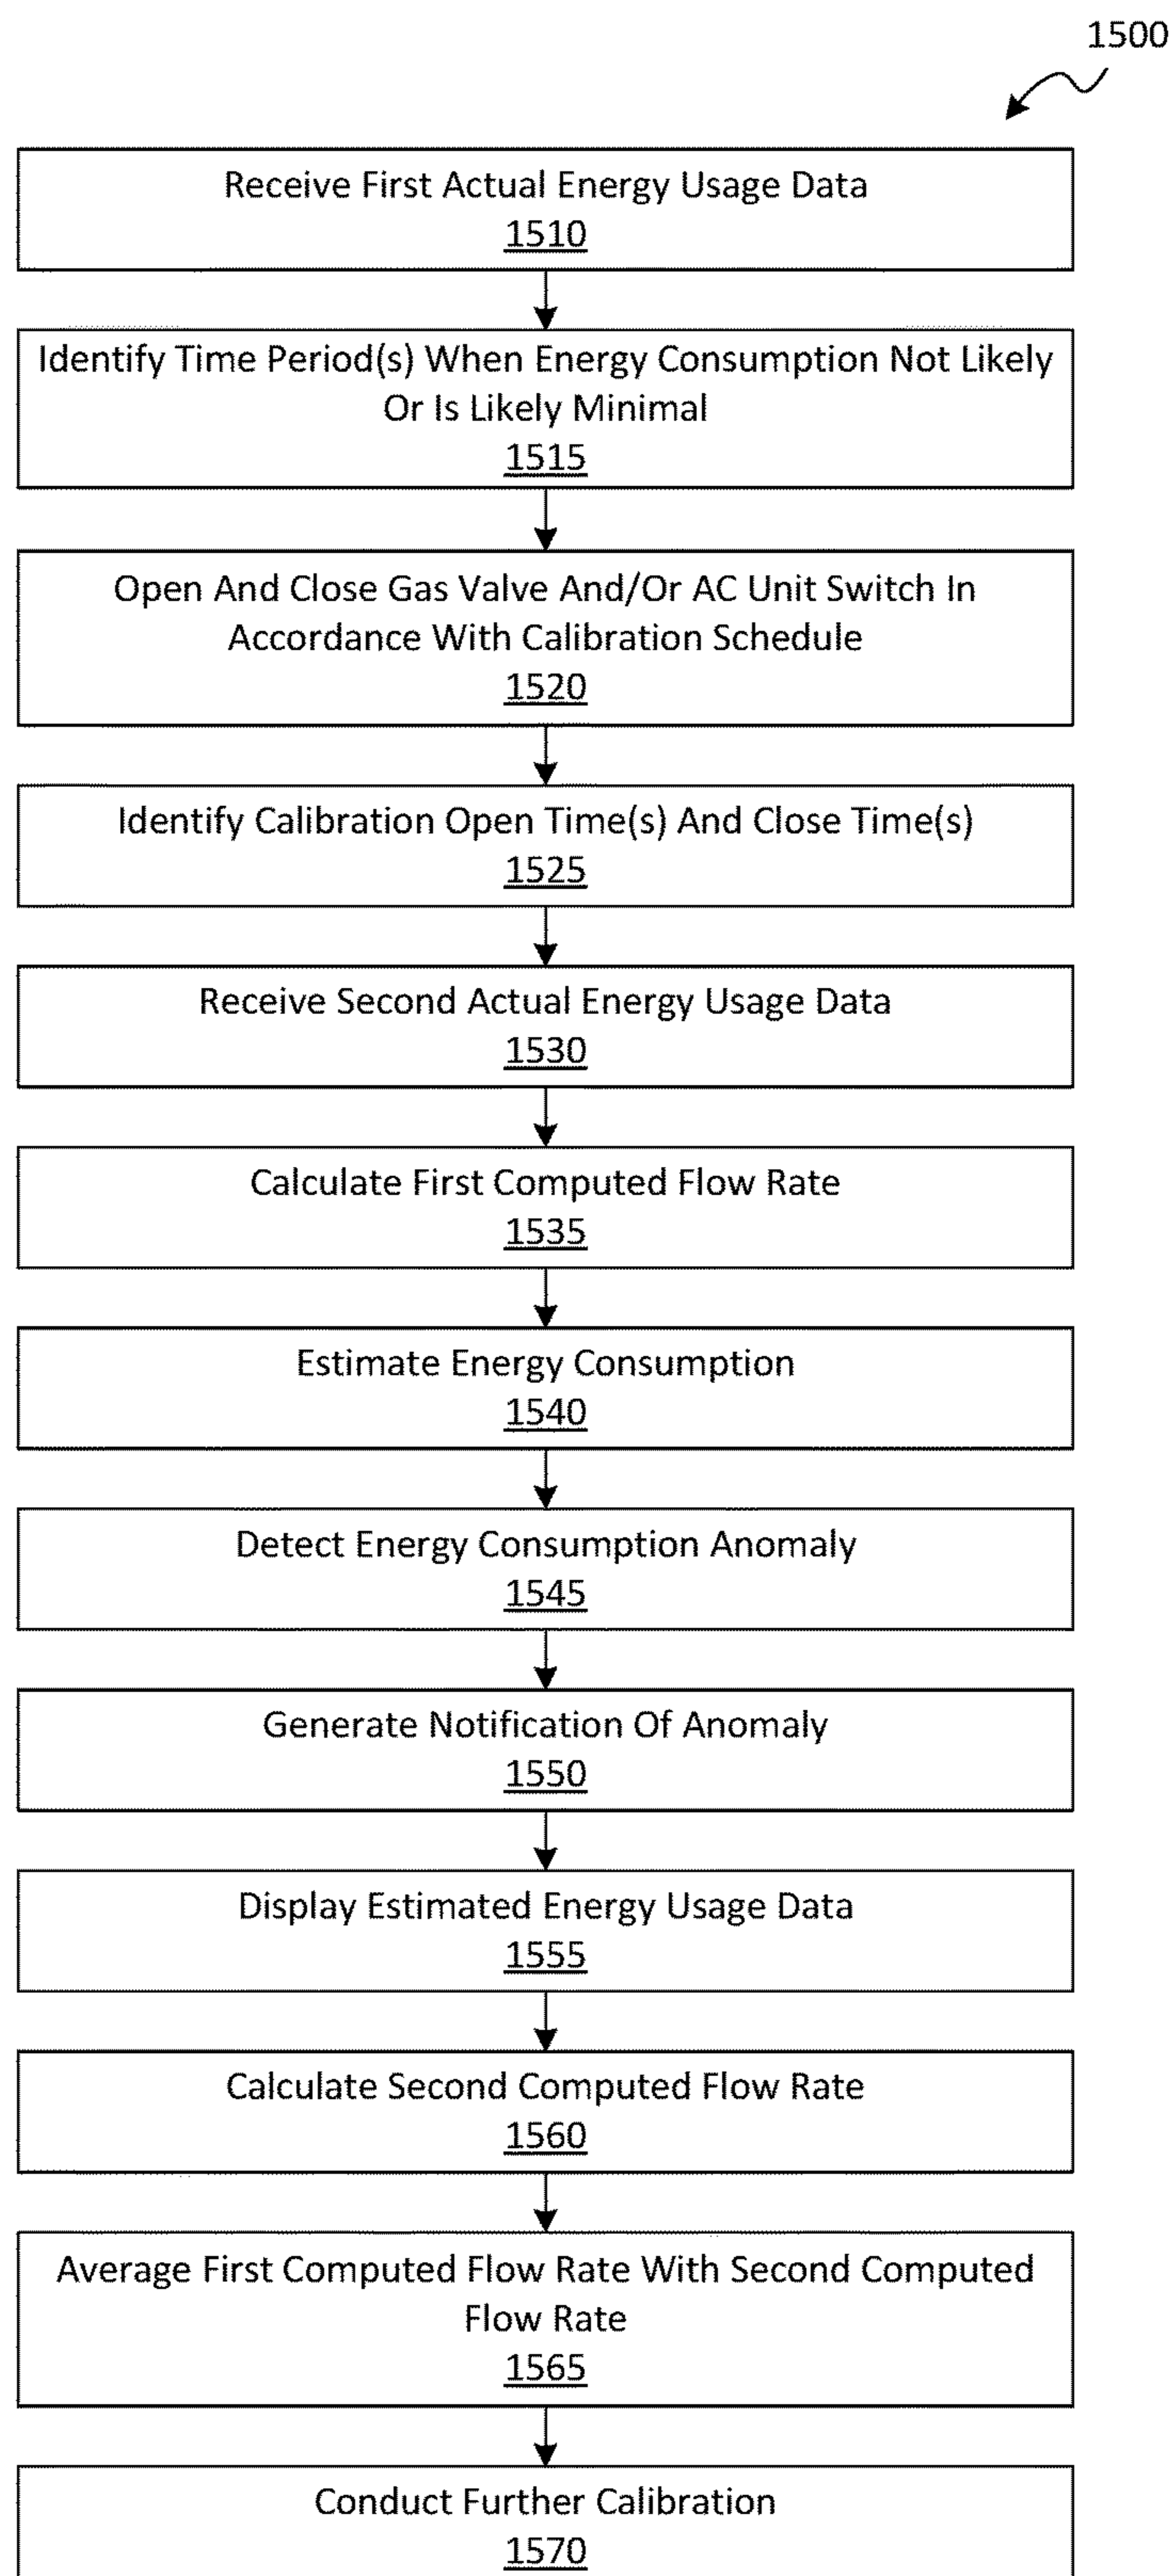 1500
Receive First Actual Energy Usage Data
1510
Identify Time Period(s) When Energy Consumption Not Likely
Or Is Likely Minimal
1515
Open And Close Gas Valve And/Or AC Unit Switch In
Accordance With Calibration Schedule
1520
Identify Calibration Open Time(s) And Close Time(s)
1525
Receive Second Actual Energy Usage Data
1530
Calculate First Computed Flow Rate
1535
Estimate Energy Consumption
1540
Detect Energy Consumption Anomaly
1545
Generate Notification Of Anomaly
1550
Display Estimated Energy Usage Data
1555
Calculate Second Computed Flow Rate
1560
Average First Computed Flow Rate With Second Computed
Flow Rate
1565
Conduct Further Calibration
1570